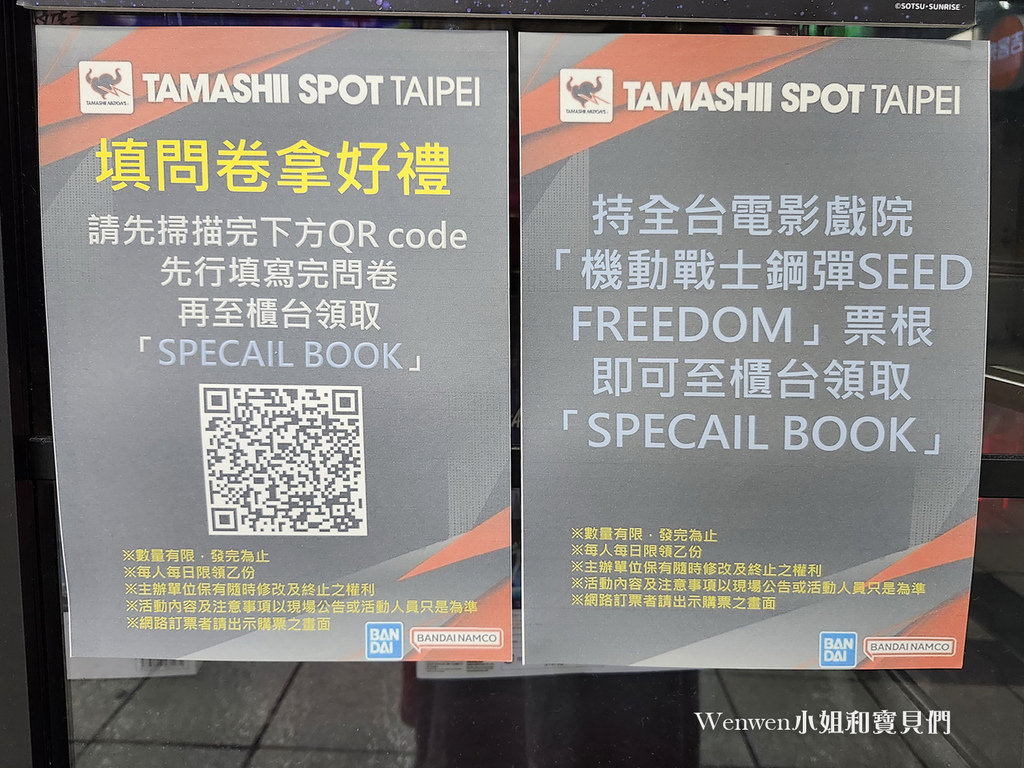 ©SOTSU・SUNRISE
TAMASHII NATIONS
TAMASHII SPOT TAIPEI
填問卷拿好禮
請先掃描完下方QR code
先行填寫完問卷
再至櫃台領取
「SPECAIL BOOK」
※數量有限，發完為止
※每人每日限領乙份
※主辦單位保有隨時修改及終止之權利
※活動內容及注意事項以現場公告或活動人員只是為準
※網路訂票者請出示購票之畫面
BAN
DAI
BANDAI NAMCO
TAMASHII NATIONS
TAMASHII SPOT TAIPEI
持全台電影戲院
「機動戰士鋼彈SEED
FREEDOM」票根
即可至櫃台領取
「SPECAIL BOOK」
※數量有限，發完為止
※每人每日限領乙份
※主辦單位保有隨時修改及終止之權利
※活動內容及注意事項以現場公告或活動人員只是為準
※網路訂票者請出示購票之畫面
BAN
DAI
BANDAI NAMCO
Wenwen小姐和寶貝們